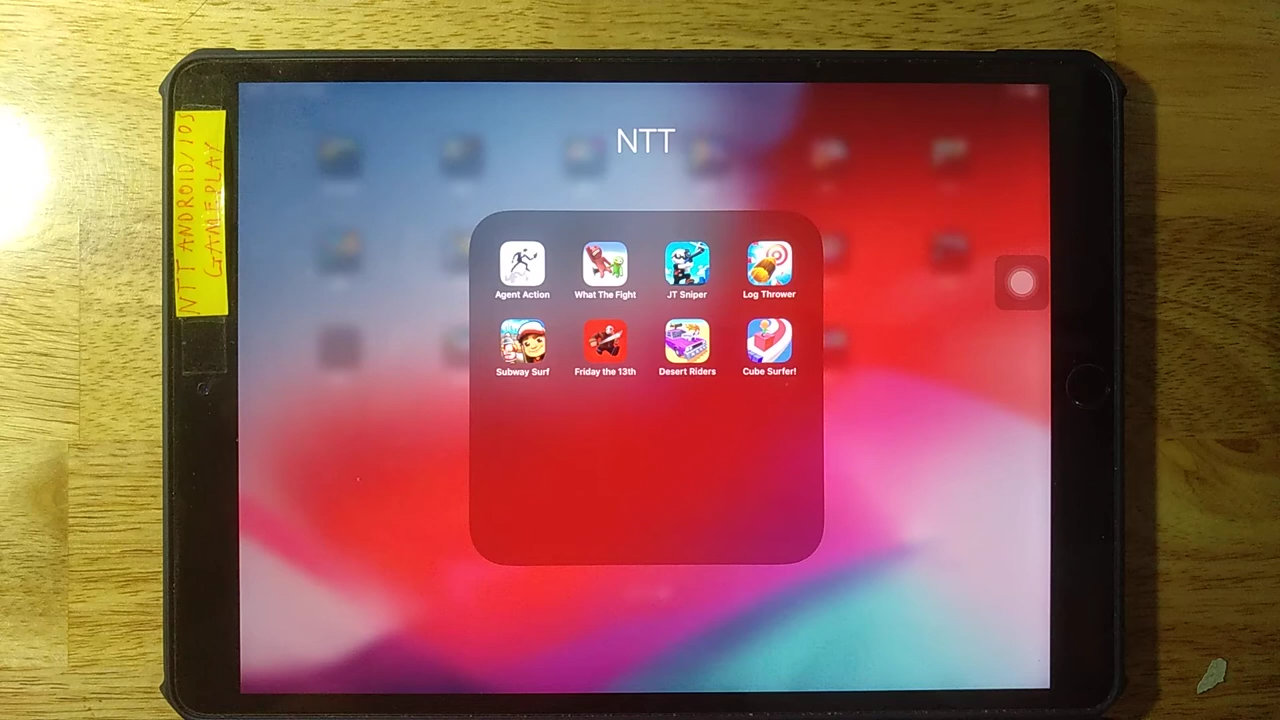 NTT ANDROID/IOS
GAMEPLAY
NTT
Agent Action
What The Fight
JT Sniper
Log Thrower
Subway Surf
Friday the 13th
Desert Riders
Cube Surfer!